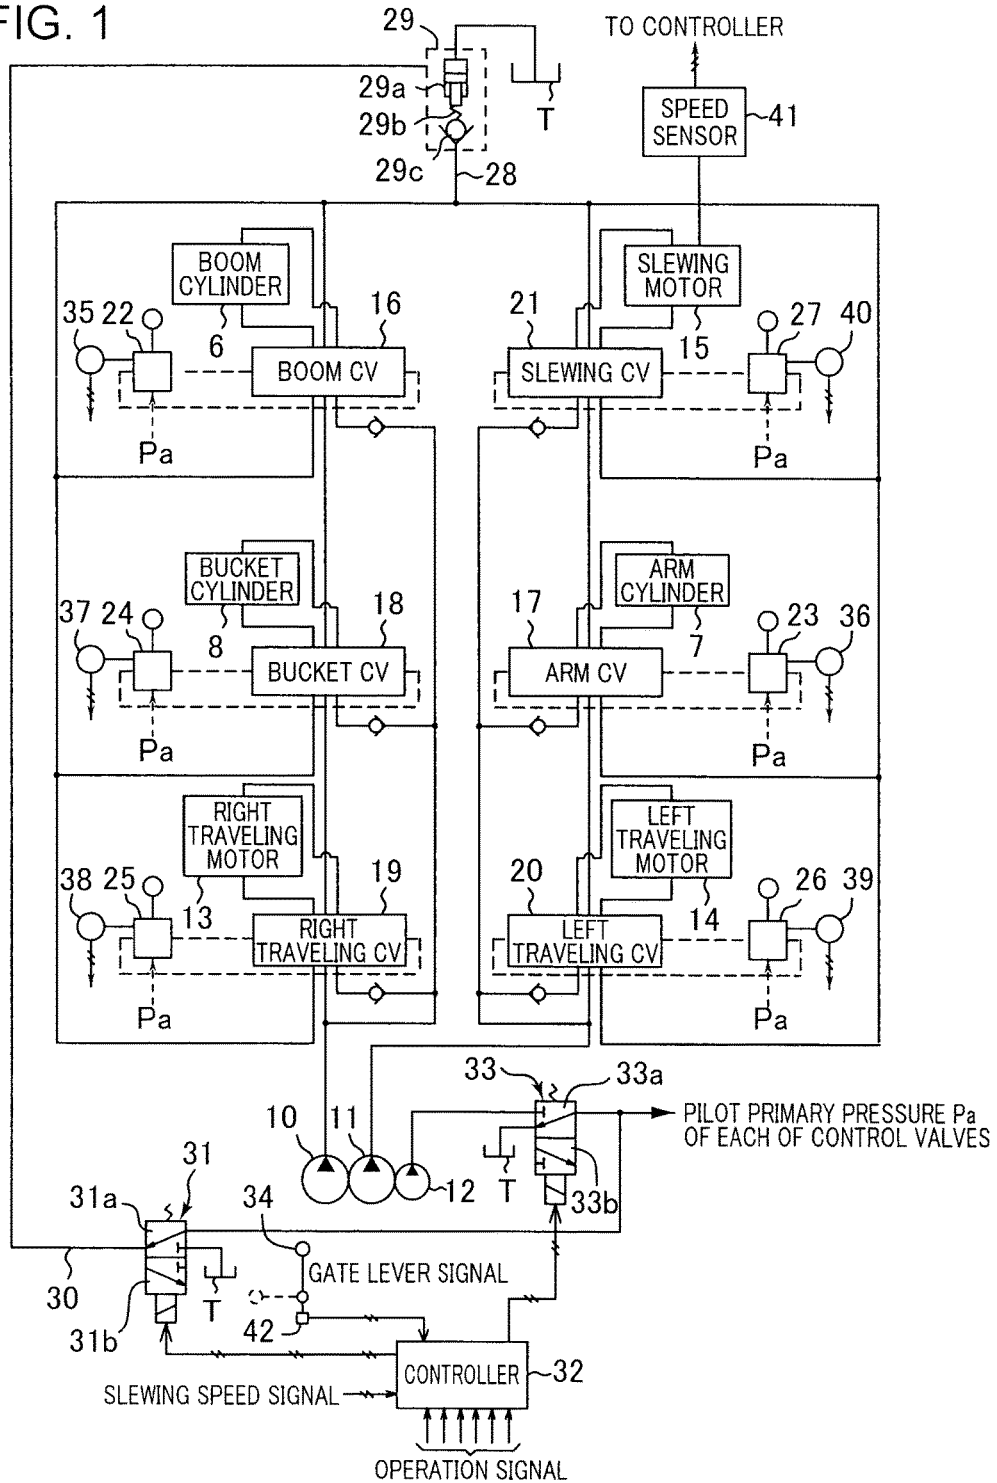 FIG. 1
29
TO CONTROLLER
29a
29b
29c
T
SPEED
SENSOR
41
28
BOOM
CYLINDER
SLEWING
MOTOR
35
22
6
16
21
15
27
40
BOOM CV
SLEWING CV
Pa
Pa
BUCKET
CYLINDER
ARM
CYLINDER
37
24
8
18
17
7
23
36
BUCKET CV
ARM CV
Pa
Pa
RIGHT
TRAVELING
MOTOR
LEFT
TRAVELING
MOTOR
38
25
13
19
20
14
26
39
RIGHT
TRAVELING CV
LEFT
TRAVELING CV
Pa
Pa
33
33a
10
11
PILOT PRIMARY PRESSURE Pa
OF EACH OF CONTROL VALVES
31
31a
12
T
33b
34
GATE LEVER SIGNAL
30
T
31b
42
CONTROLLER
32
SLEWING SPEED SIGNAL
OPERATION SIGNAL